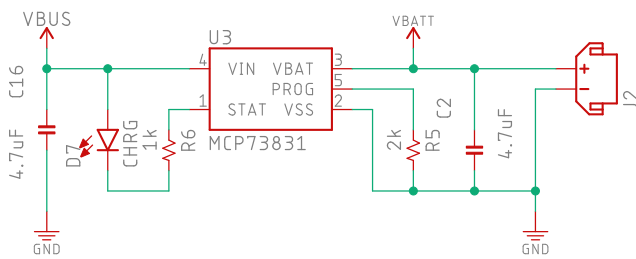 VBUS
C16
4.7uF
GND
D7
CHRG
1k
R6
U3
4 VIN VBAT 3
PROG 5
1 STAT VSS 2
MCP73831
VBATT
2k
R5
C2
4.7uF
+
-
J2
GND